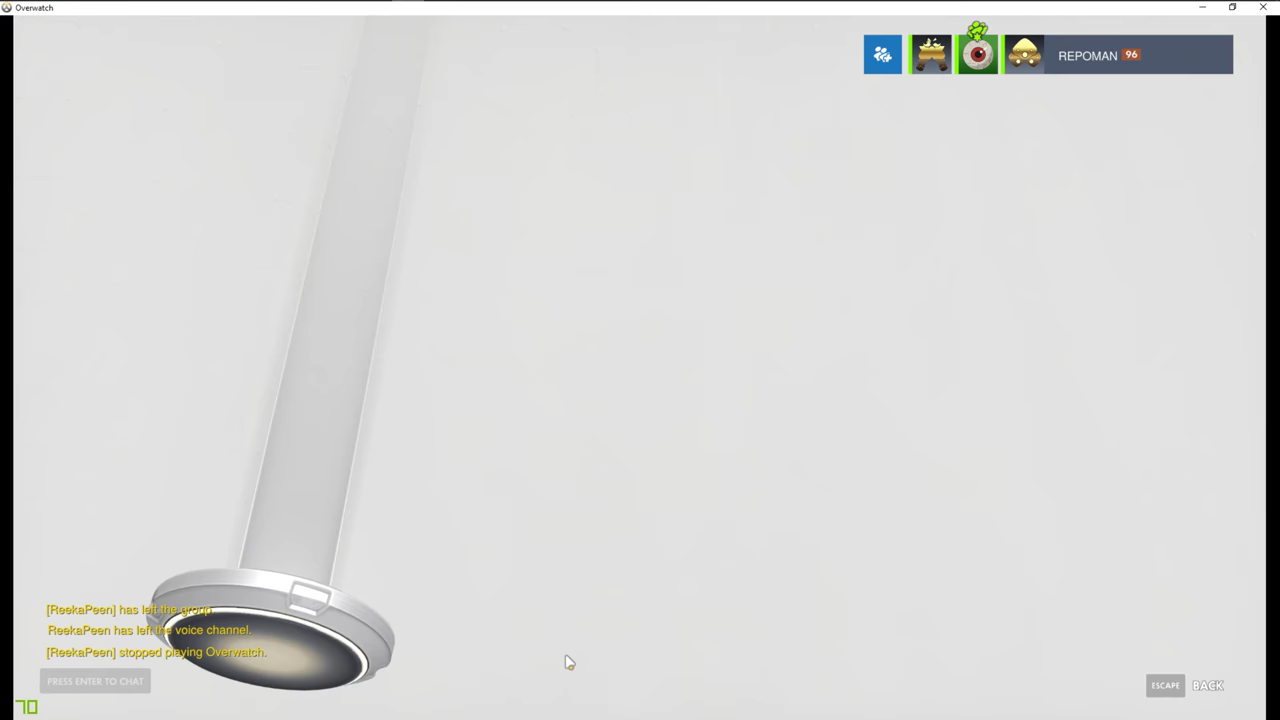 Overwatch
REPOMAN 96
[ReekaPeen] has left the group.
ReekaPeen has left the voice channel.
[ReekaPeen] stopped playing Overwatch.
PRESS ENTER TO CHAT
ESCAPE BACK
70